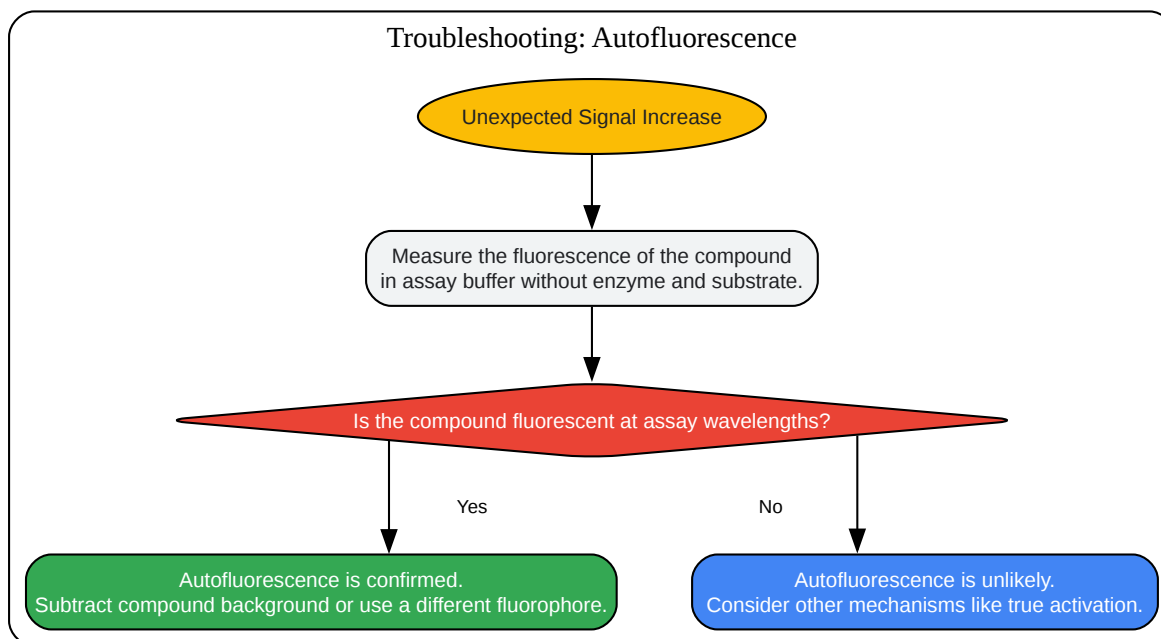 Troubleshooting: Autofluorescence
Unexpected Signal Increase
Measure the fluorescence of the compound
in assay buffer without enzyme and substrate.
Is the compound fluorescent at assay wavelengths?
Yes
No
Autofluorescence is confirmed.
Subtract compound background or use a different fluorophore.
Autofluorescence is unlikely.
Consider other mechanisms like true activation.